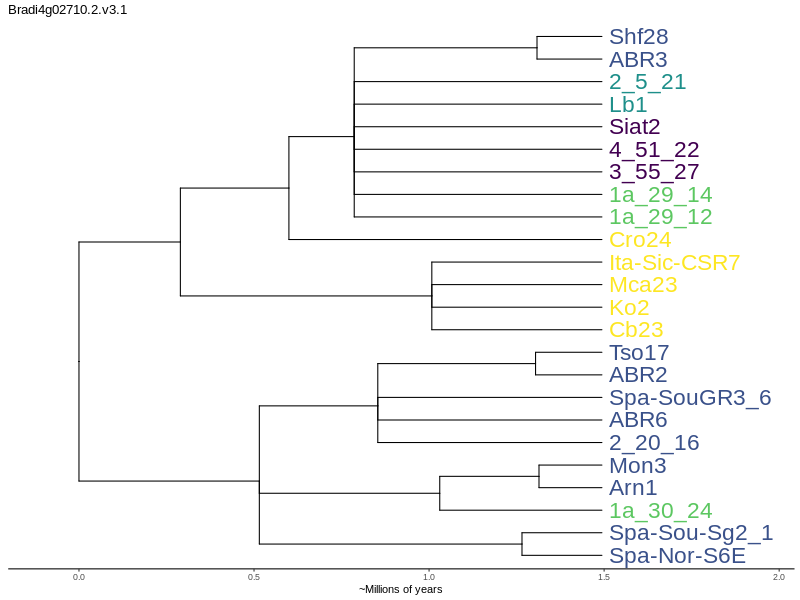 Bradi4g02710.2.v3.1
Shf28
ABR3
2_5_21
Lb1
Siat2
4_51_22
3_55_27
1a_29_14
1a_29_12
Cro24
Ita-Sic-CSR7
Mca23
Ko2
Cb23
Tso17
ABR2
Spa-SouGR3_6
ABR6
2_20_16
Mon3
Arn1
1a_30_24
Spa-Sou-Sg2_1
Spa-Nor-S6E
0.0 0.5 1.0 1.5 2.0
~Millions of years